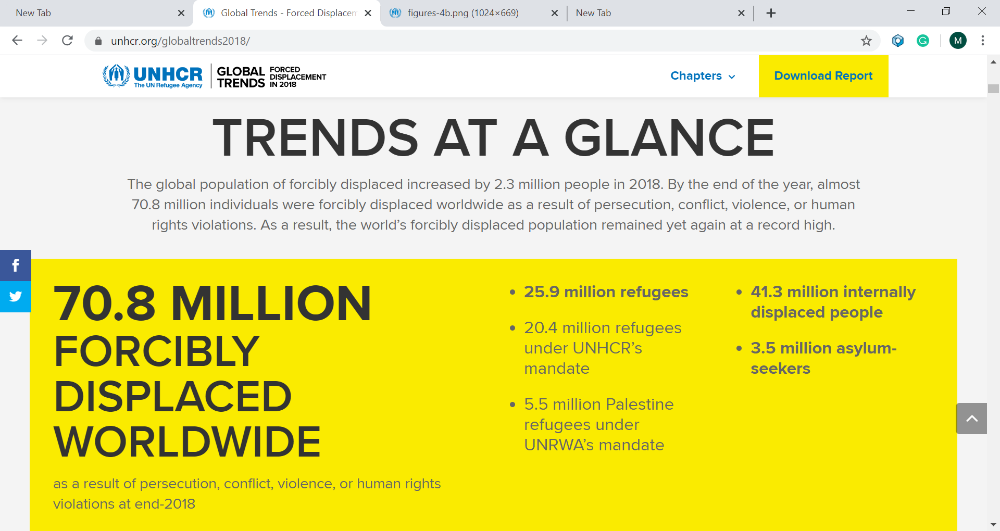 New Tab
Global Trends - Forced Displacem
figures-4b.png (1024×669)
New Tab
unhcr.org/globaltrends2018/
M
UNHCR
The UN Refugee Agency
GLOBAL
TRENDS
FORCED
DISPLACEMENT
IN 2018
Chapters
Download Report
TRENDS AT A GLANCE
The global population of forcibly displaced increased by 2.3 million people in 2018. By the end of the year, almost
70.8 million individuals were forcibly displaced worldwide as a result of persecution, conflict, violence, or human
rights violations. As a result, the world’s forcibly displaced population remained yet again at a record high.
70.8 MILLION
FORCIBLY
DISPLACED
WORLDWIDE
as a result of persecution, conflict, violence, or human rights
violations at end-2018
• 25.9 million refugees
• 20.4 million refugees
under UNHCR’s
mandate
• 5.5 million Palestine
refugees under
UNRWA’s mandate
• 41.3 million internally
displaced people
• 3.5 million asylum-
seekers